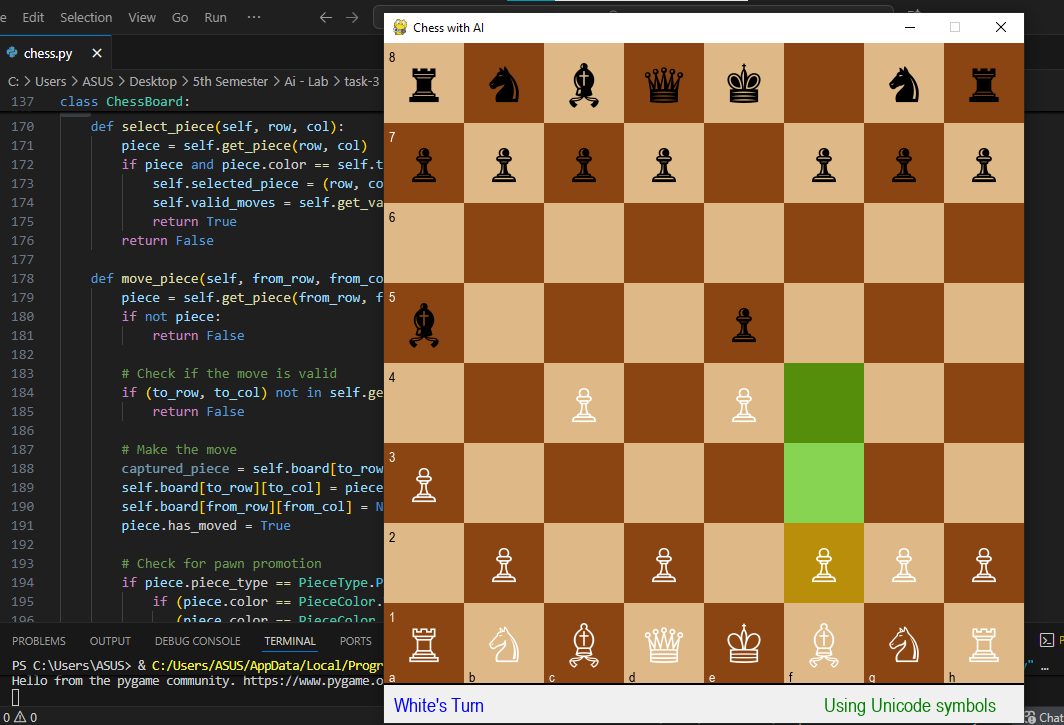 e Edit Selection View Go Run ···
chess.py
C: > Users > ASUS > Desktop > 5th Semester > Ai - Lab > task-3
137 class ChessBoard:
170 def select_piece(self, row, col):
171 piece = self.get_piece(row, col)
172 if piece and piece.color == self.t
173 self.selected_piece = (row, co
174 self.valid_moves = self.get_va
175 return True
176 return False
177
178 def move_piece(self, from_row, from_co
179 piece = self.get_piece(from_row, f
180 if not piece:
181 return False
182
183 # Check if the move is valid
184 if (to_row, to_col) not in self.ge
185 return False
186
187 # Make the move
188 captured_piece = self.board[to_row
189 self.board[to_row][to_col] = piece
190 self.board[from_row][from_col] = N
191 piece.has_moved = True
192
193 # Check for pawn promotion
194 if piece.piece_type == PieceType.P
195 if (piece.color == PieceColor.
196 (piece.color == PieceColor
PROBLEMS OUTPUT DEBUG CONSOLE TERMINAL PORTS
PS C:\Users\ASUS> & C:/Users/ASUS/AppData/Local/Progr
Hello from the pygame community. https://www.pygame.o
0 0
Chess with AI
8
7
6
5
4
3
2
1
a b c d e f g h
White's Turn Using Unicode symbols
Chat